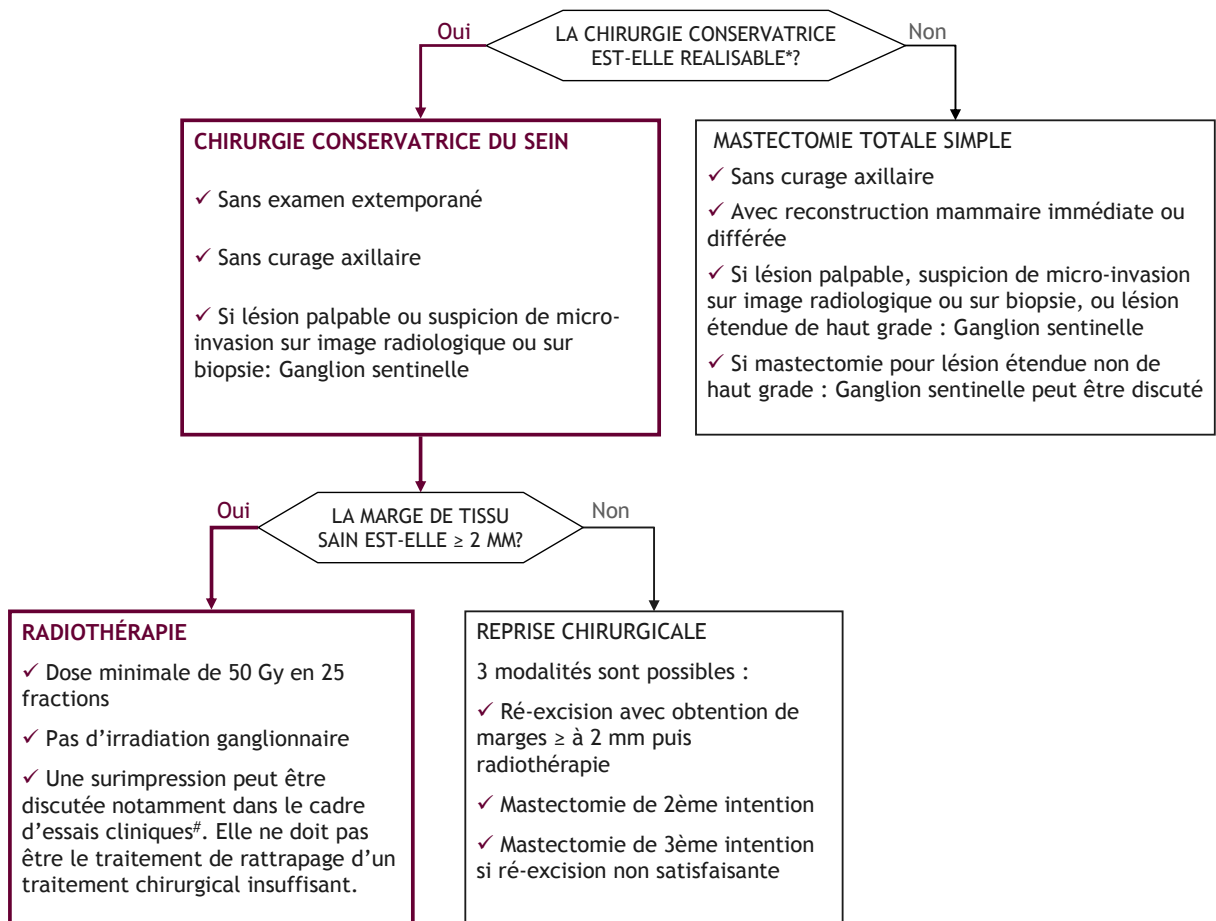 LA CHIRURGIE CONSERVATRICE
EST-ELLE REALISABLE*?
Oui
Non
CHIRURGIE CONSERVATRICE DU SEIN
✓ Sans examen extemporané
✓ Sans curage axillaire
✓ Si lésion palpable ou suspicion de micro-
invasion sur image radiologique ou sur
biopsie: Ganglion sentinelle
MASTECTOMIE TOTALE SIMPLE
✓ Sans curage axillaire
✓ Avec reconstruction mammaire immédiate ou
différée
✓ Si lésion palpable, suspicion de micro-invasion
sur image radiologique ou sur biopsie, ou lésion
étendue de haut grade : Ganglion sentinelle
✓ Si mastectomie pour lésion étendue non de
haut grade : Ganglion sentinelle peut être discuté
LA MARGE DE TISSU
SAIN EST-ELLE ≥ 2 MM?
Oui
Non
RADIOTHÉRAPIE
✓ Dose minimale de 50 Gy en 25
fractions
✓ Pas d’irradiation ganglionnaire
✓ Une surimpression peut être
discutée notamment dans le cadre
d’essais cliniques#. Elle ne doit pas
être le traitement de rattrapage d’un
traitement chirurgical insuffisant.
REPRISE CHIRURGICALE
3 modalités sont possibles :
✓ Ré-excision avec obtention de
marges ≥ à 2 mm puis
radiothérapie
✓ Mastectomie de 2ème intention
✓ Mastectomie de 3ème intention
si ré-excision non satisfaisante